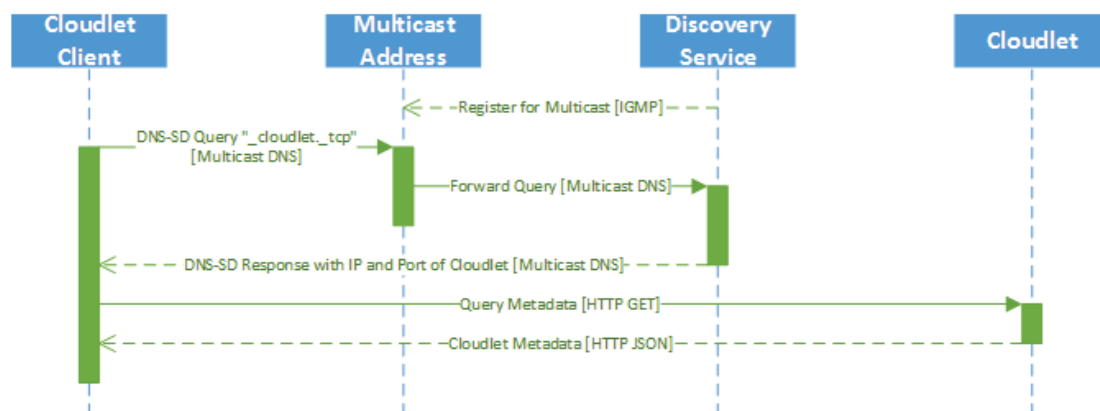 Cloudlet
Client
Multicast
Address
Discovery
Service
Cloudlet
Register for Multicast [IGMP]
DNS-SD Query "_cloudlet._tcp"
[Multicast DNS]
Forward Query [Multicast DNS]
DNS-SD Response with IP and Port of Cloudlet [Multicast DNS]
Query Metadata [HTTP GET]
Cloudlet Metadata [HTTP JSON]